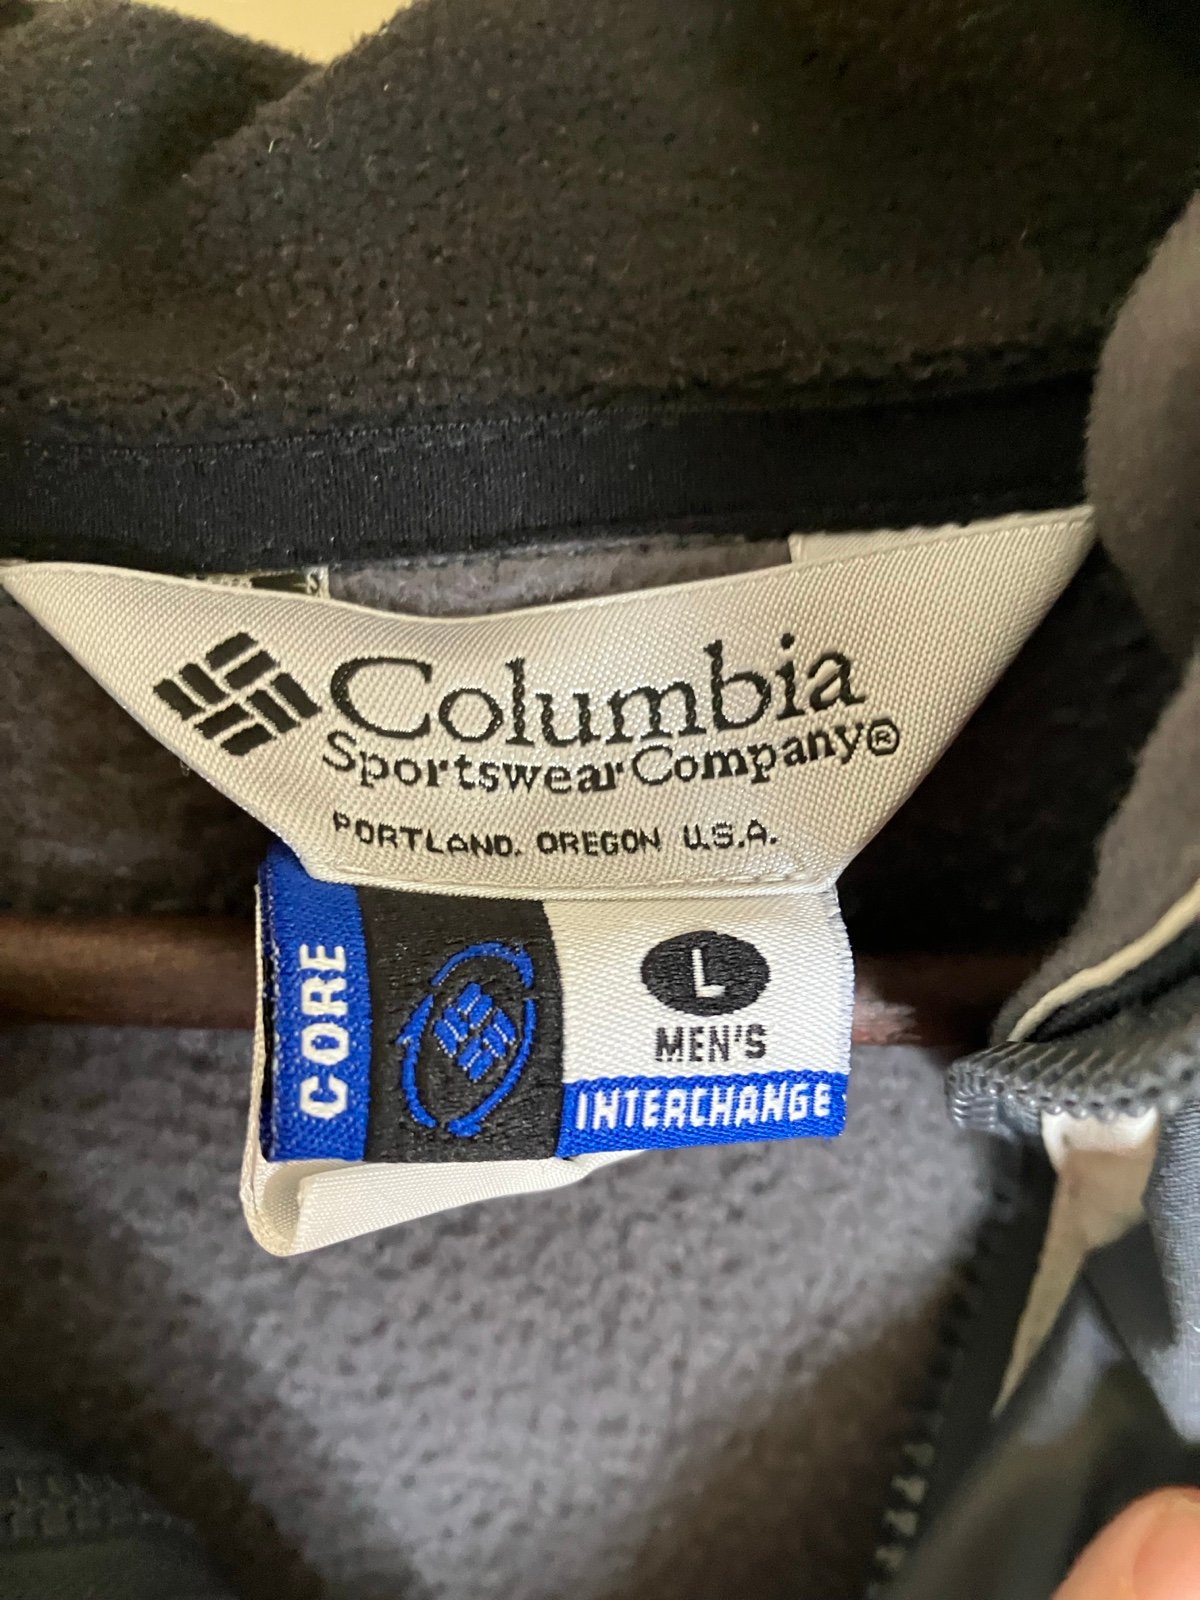 Columbia
Sportswear Company®
PORTLAND, OREGON U.S.A.
CORE
L
MEN'S
INTERCHANGE